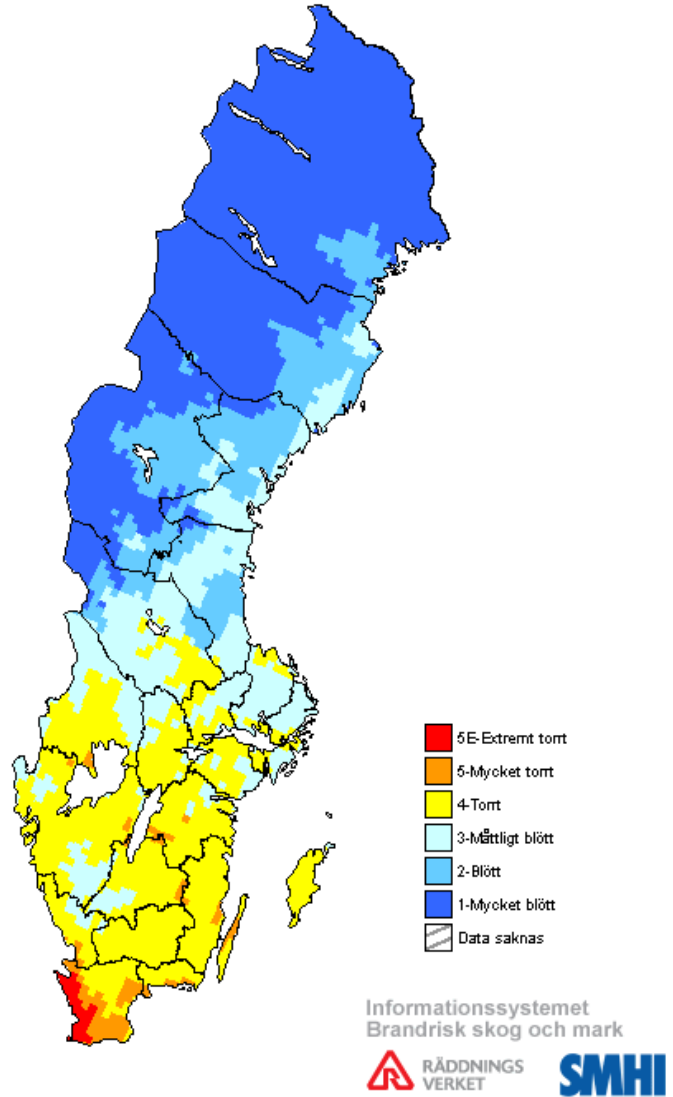 5E-Extremt torrt
5-Mycket torrt
4-Torrt
3-Måttligt blött
2-Blött
1-Mycket blött
Data saknas
Informationssystemet
Brandrisk skog och mark
RÄDDNINGS
VERKET
SMHI